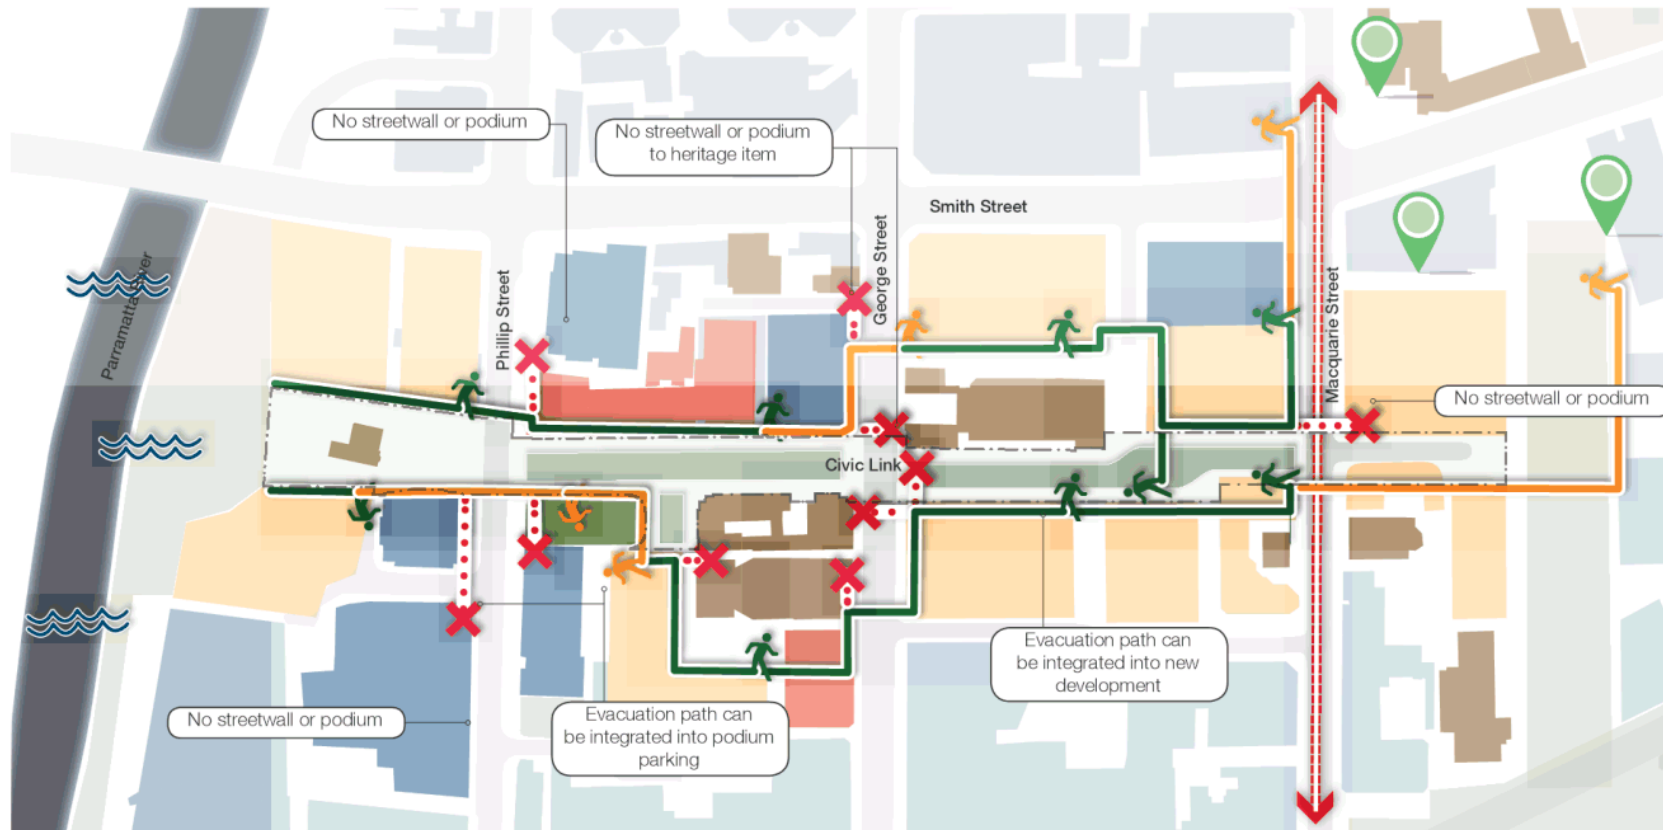 No streetwall or podium
No streetwall or podium
to heritage item
Smith Street
George Street
Parramatta River
Phillip Street
Macquarie Street
No streetwall or podium
Civic Link
Evacuation path can
be integrated into new
development
No streetwall or podium
Evacuation path can
be integrated into podium
parking